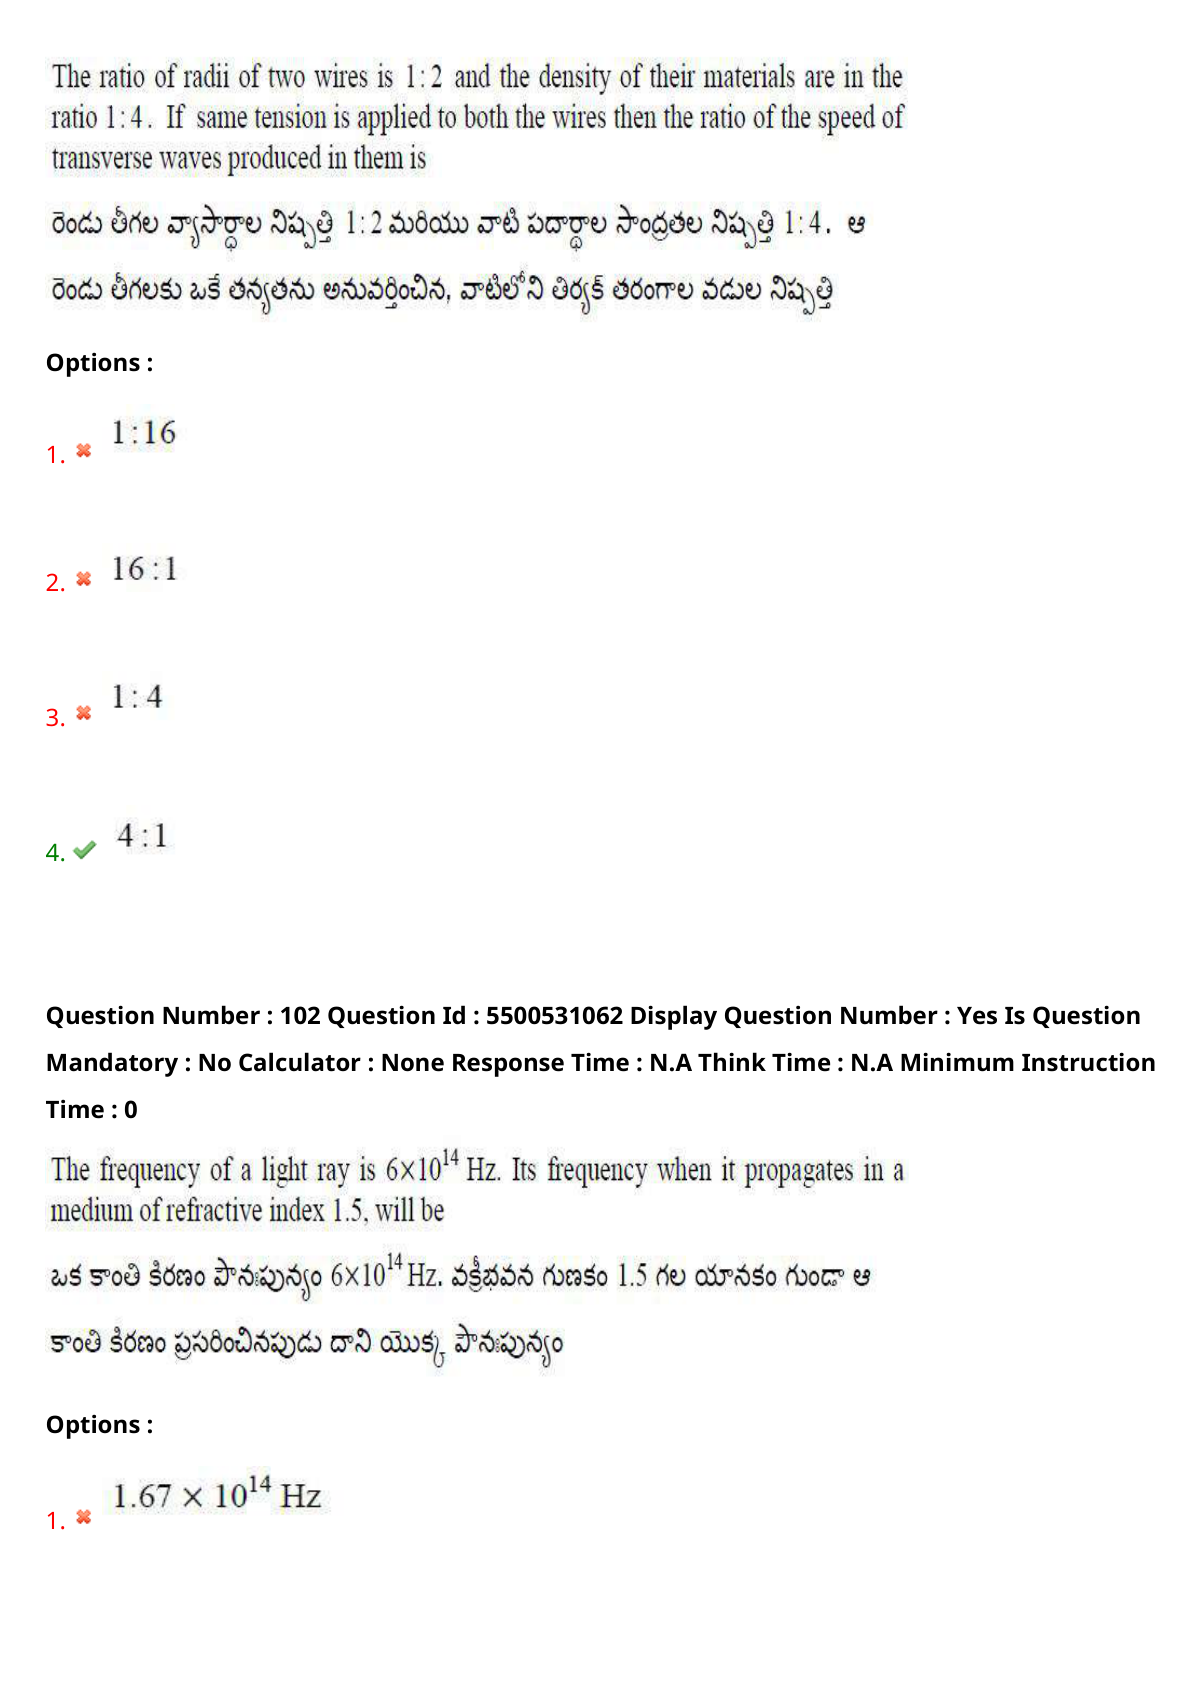 The ratio of radii of two wires is 1:2 and the density of their materials are in the
ratio 1:4. If same tension is applied to both the wires then the ratio of the speed of
transverse waves produced in them is
రెండు తీగల వ్యాసార్ధాల నిష్పత్తి 1:2 మరియు వాటి పదార్థాల సాంద్రతల నిష్పత్తి 1:4. ఆ
రెండు తీగలకు ఒకే తన్యతను అనువర్తించిన, వాటిలోని తిర్యక్ తరంగాల వడుల నిష్పత్తి
Options :
1. 1:16
2. 16:1
3. 1:4
4. 4:1
Question Number : 102 Question Id : 5500531062 Display Question Number : Yes Is Question
Mandatory : No Calculator : None Response Time : N.A Think Time : N.A Minimum Instruction
Time : 0
The frequency of a light ray is 6×10¹⁴ Hz. Its frequency when it propagates in a
medium of refractive index 1.5, will be
ఒక కాంతి కిరణం పౌనఃపున్యం 6×10¹⁴ Hz. వక్రీభవన గుణకం 1.5 గల యానకం గుండా ఆ
కాంతి కిరణం ప్రసరించినపుడు దాని యొక్క పౌనఃపున్యం
Options :
1. 1.67 × 10¹⁴ Hz